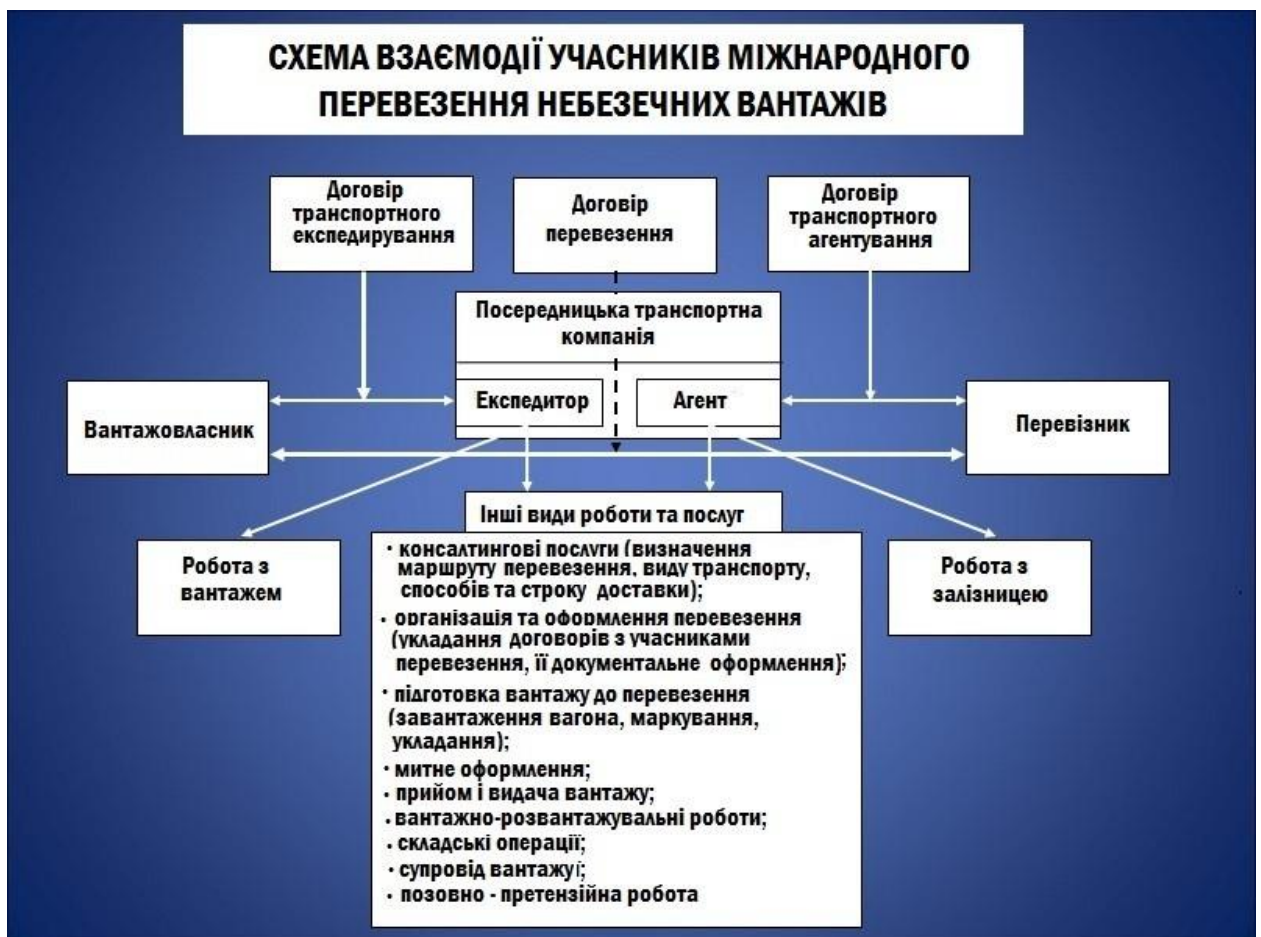 СХЕМА ВЗАЄМОДІЇ УЧАСНИКІВ МІЖНАРОДНОГО
ПЕРЕВЕЗЕННЯ НЕБЕЗЕЧНИХ ВАНТАЖІВ
Договір
транспортного
експедирування
Договір
перевезення
Договір
транспортного
агентування
Посередницька транспортна
компанія
Вантажовласник
Експедитор
Агент
Перевізник
Робота з
вантажем
Інші види роботи та послуг
Робота з
залізницею
• консалтингові послуги (визначення
маршруту перевезення, виду транспорту,
способів та строку доставки);
• організація та оформлення перевезення
(укладання договорів з учасниками
перевезення, її документальне оформлення);
• підготовка вантажу до перевезення
(завантаження вагона, маркування,
укладання);
• митне оформлення;
• прийом і видача вантажу;
• вантажно-розвантажувальні роботи;
• складські операції;
• супровід вантажу;
• позовно - претензійна робота